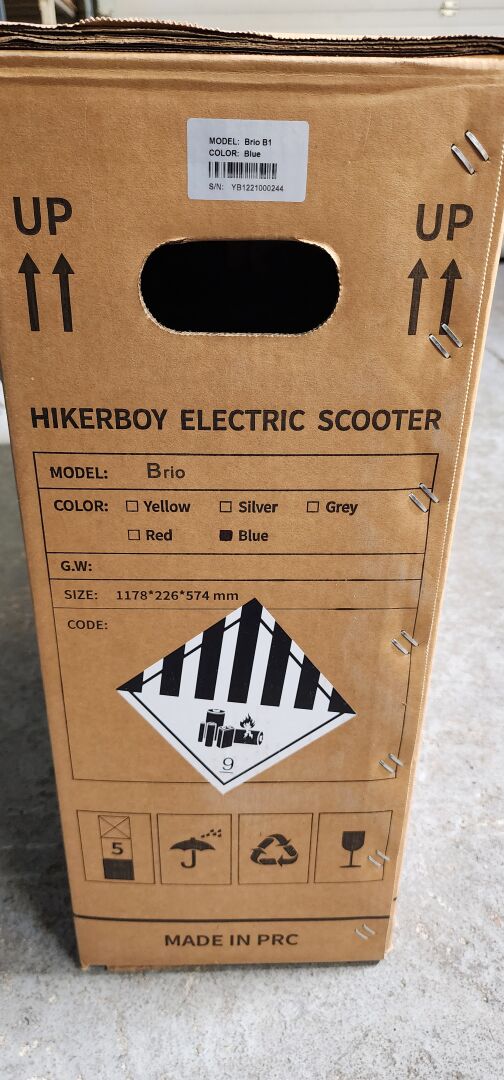 MODEL: Brio B1
COLOR: Blue
S/N: YB1221000244
UP UP
HIKERBOY ELECTRIC SCOOTER
MODEL: Brio
COLOR: Yellow Silver Grey
Red Blue
G.W:
SIZE: 1178*226*574 mm
CODE:
9
5
MADE IN PRC